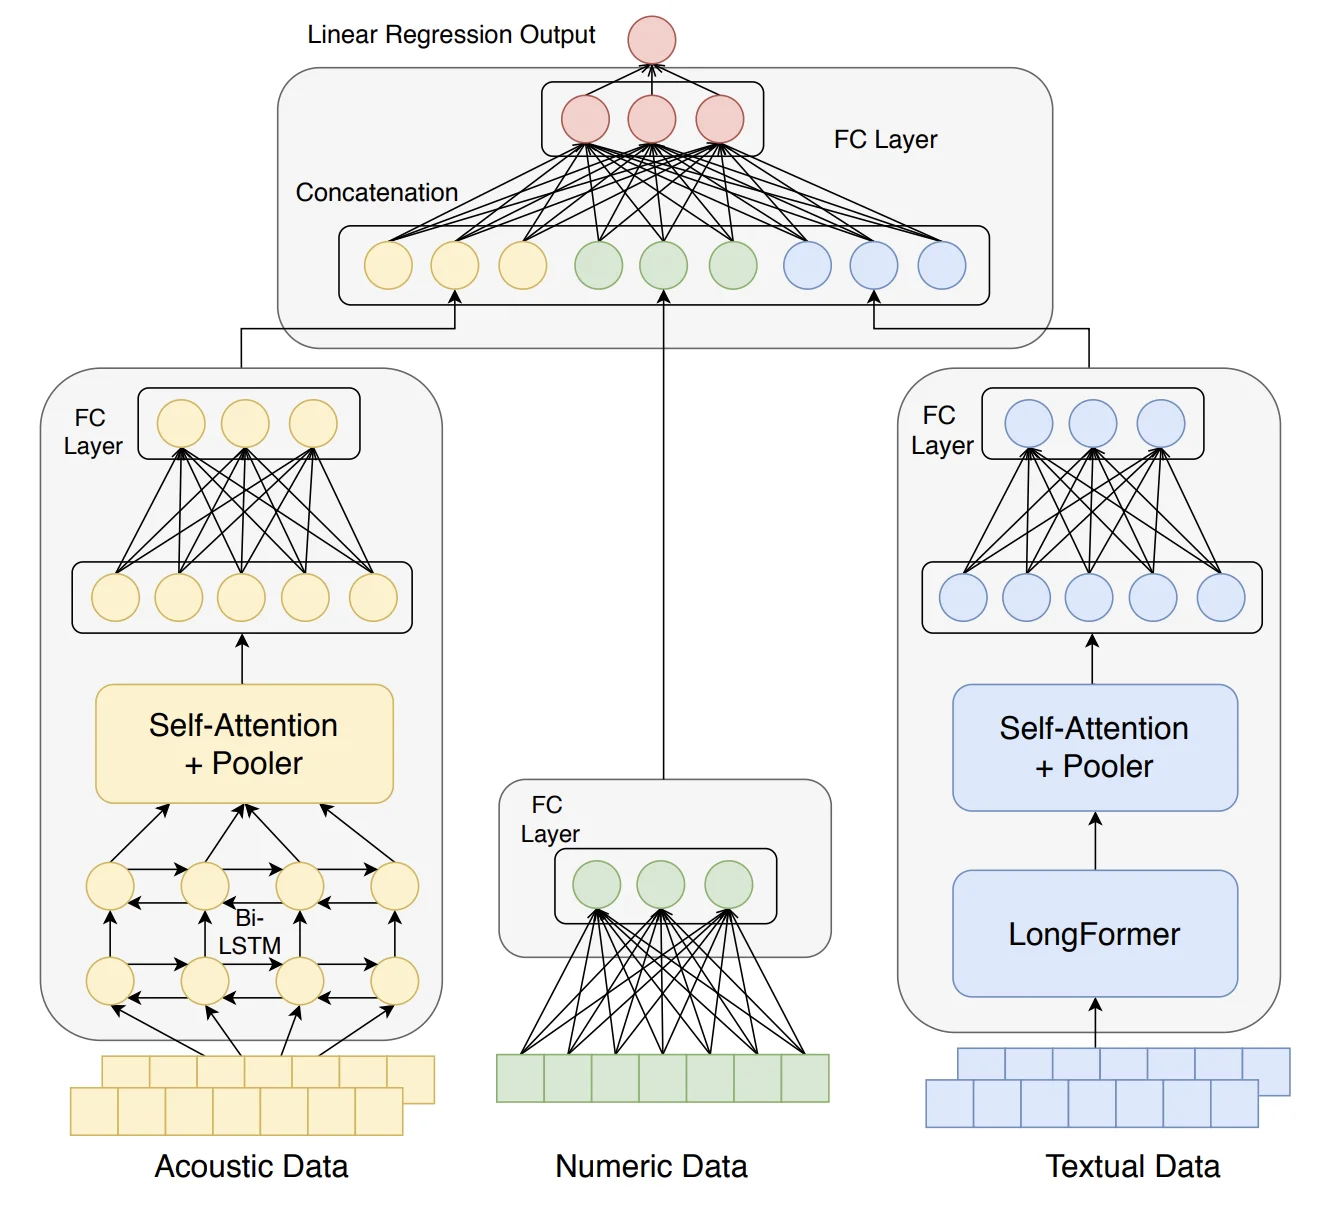 Linear Regression Output
FC Layer
Concatenation
FC
Layer
Self-Attention
+ Pooler
Bi-
LSTM
Acoustic Data
FC
Layer
Numeric Data
FC
Layer
Self-Attention
+ Pooler
LongFormer
Textual Data